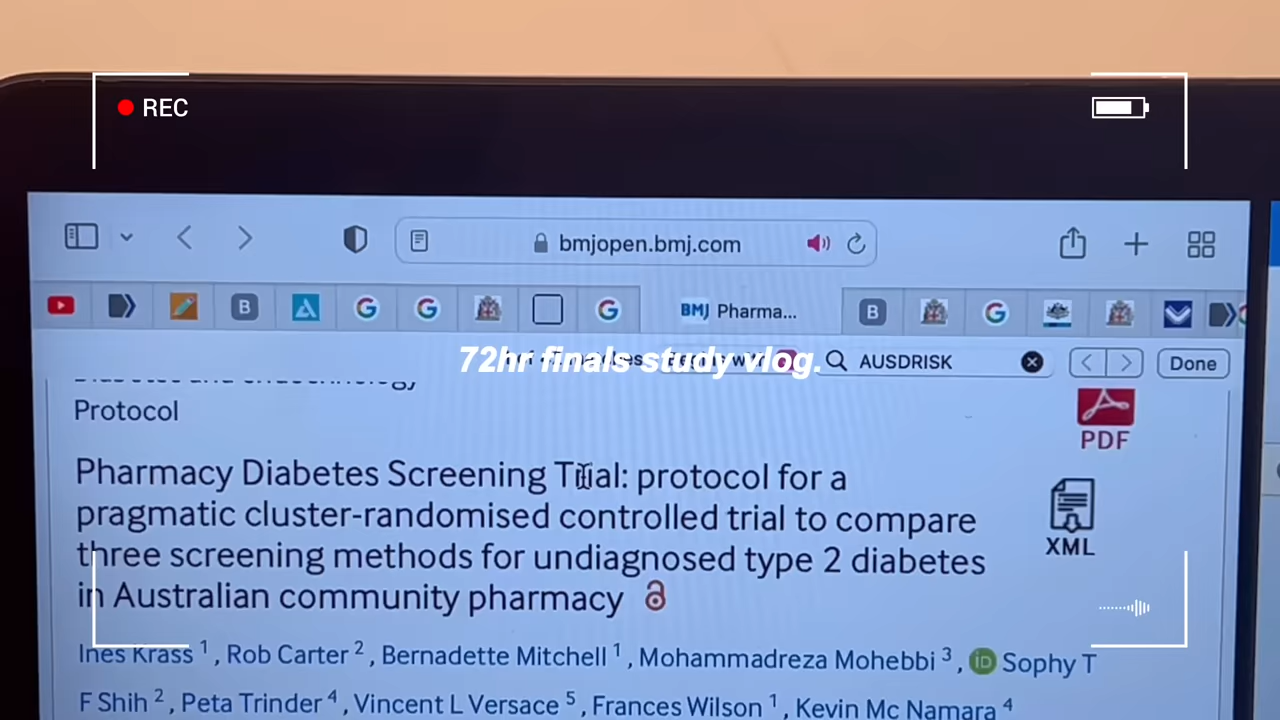 REC
bmjopen.bmj.com
B
BMJ Pharma...
B
72hr finals study vlog.
AUSDRISK
Done
Protocol
PDF
Pharmacy Diabetes Screening Trial: protocol for a
pragmatic cluster-randomised controlled trial to compare
three screening methods for undiagnosed type 2 diabetes
in Australian community pharmacy
XML
Ines Krass 1, Rob Carter 2, Bernadette Mitchell 1, Mohammadreza Mohebbi 3, iD Sophy T
F Shih 2, Peta Trinder 4, Vincent L Versace 5, Frances Wilson 1, Kevin Mc Namara 4